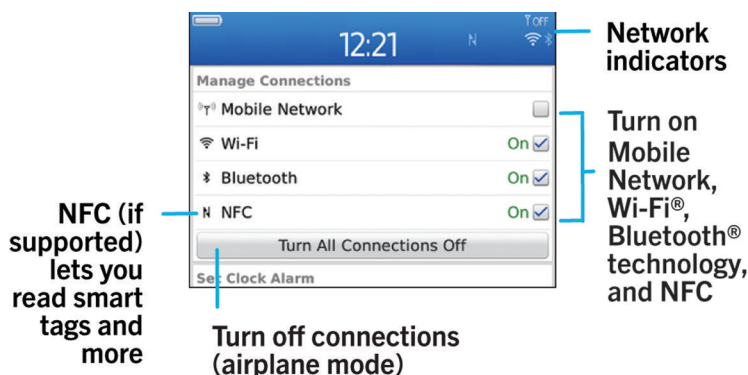 OFF
12:21
Network
indicators
Manage Connections
Mobile Network
Wi-Fi On
Bluetooth On
NFC On
Turn All Connections Off
Set Clock Alarm
Turn on
Mobile
Network,
Wi-Fi®,
Bluetooth®
technology,
and NFC
NFC (if
supported)
lets you
read smart
tags and
more
Turn off connections
(airplane mode)